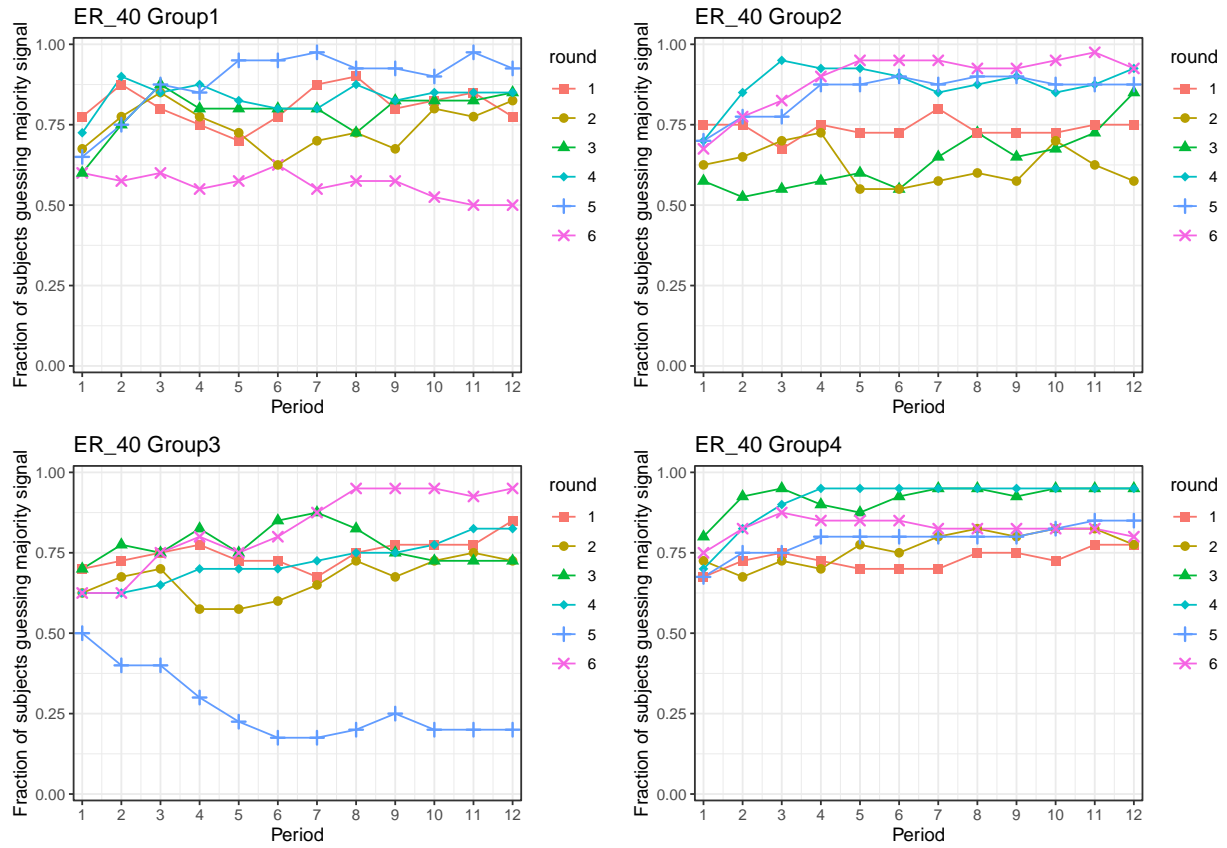 ER_40 Group1
Fraction of subjects guessing majority signal
1.00
0.75
0.50
0.25
0.00
1 2 3 4 5 6 7 8 9 10 11 12
Period
round
1
2
3
4
5
6
ER_40 Group2
Fraction of subjects guessing majority signal
1.00
0.75
0.50
0.25
0.00
1 2 3 4 5 6 7 8 9 10 11 12
Period
round
1
2
3
4
5
6
ER_40 Group3
Fraction of subjects guessing majority signal
1.00
0.75
0.50
0.25
0.00
1 2 3 4 5 6 7 8 9 10 11 12
Period
round
1
2
3
4
5
6
ER_40 Group4
Fraction of subjects guessing majority signal
1.00
0.75
0.50
0.25
0.00
1 2 3 4 5 6 7 8 9 10 11 12
Period
round
1
2
3
4
5
6